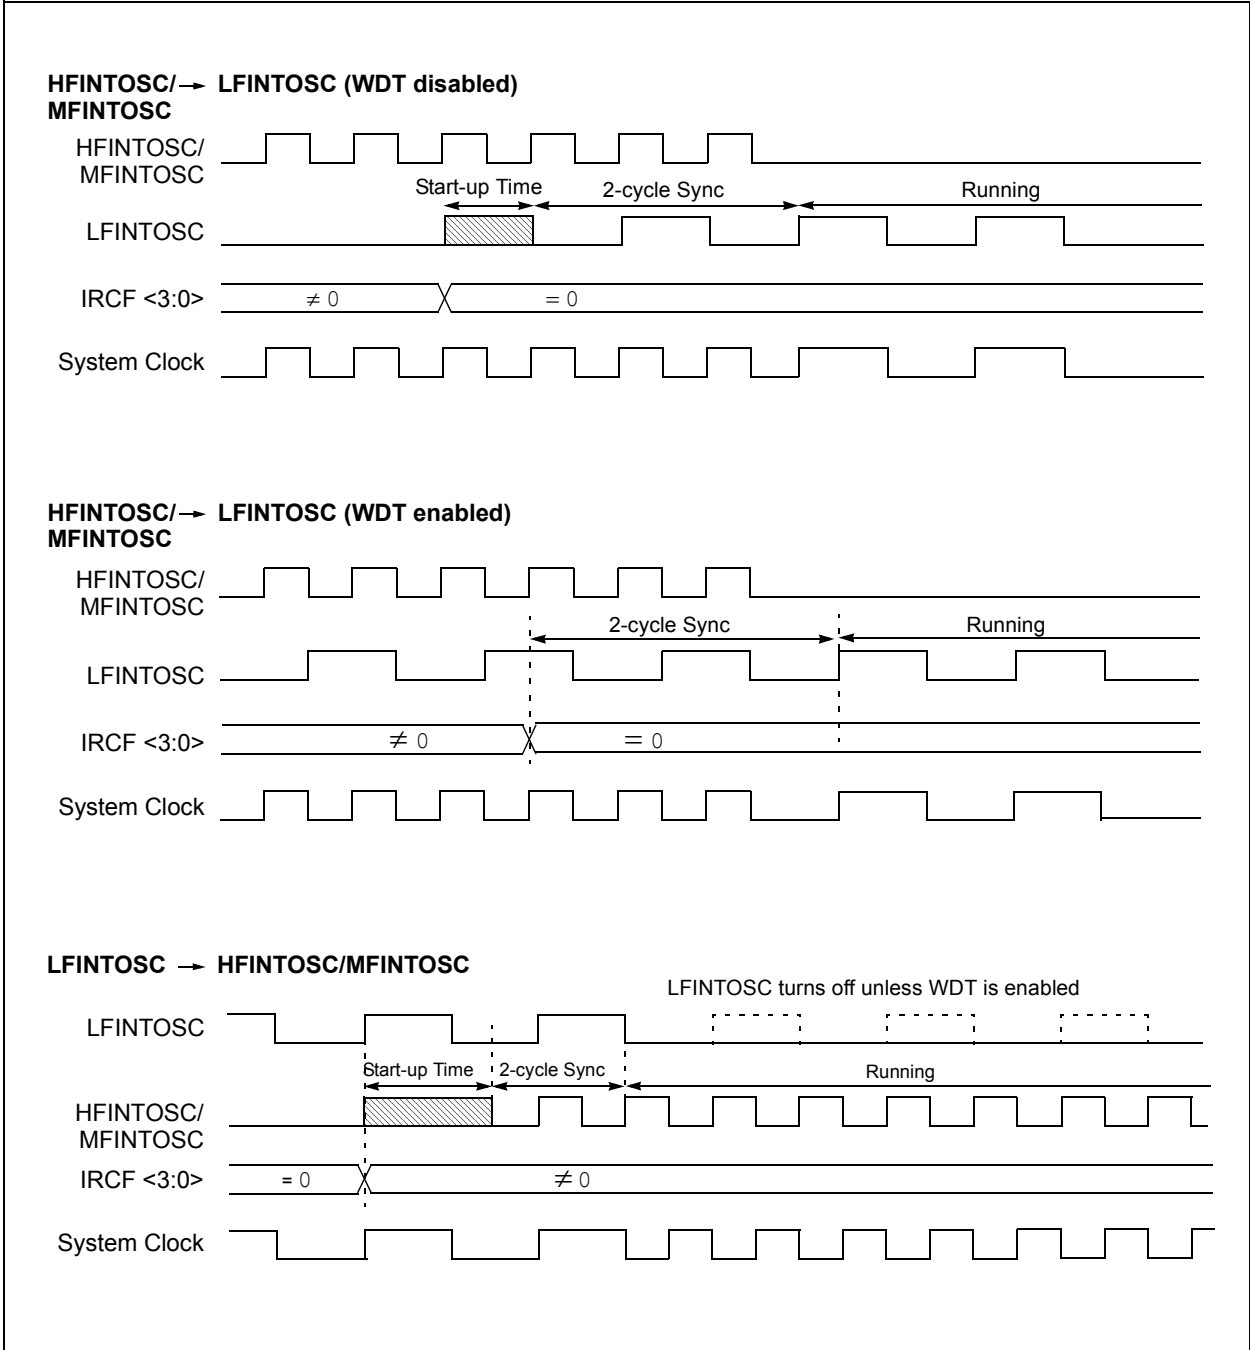 HFINTOSC/→ LFINTOSC (WDT disabled)
MFINTOSC
HFINTOSC/
MFINTOSC
Start-up Time 2-cycle Sync Running
LFINTOSC
IRCF <3:0> ≠ 0 = 0
System Clock
HFINTOSC/→ LFINTOSC (WDT enabled)
MFINTOSC
HFINTOSC/
MFINTOSC
2-cycle Sync Running
LFINTOSC
IRCF <3:0> ≠ 0 = 0
System Clock
LFINTOSC → HFINTOSC/MFINTOSC
LFINTOSC turns off unless WDT is enabled
LFINTOSC
Start-up Time 2-cycle Sync Running
HFINTOSC/
MFINTOSC
IRCF <3:0> = 0 ≠ 0
System Clock